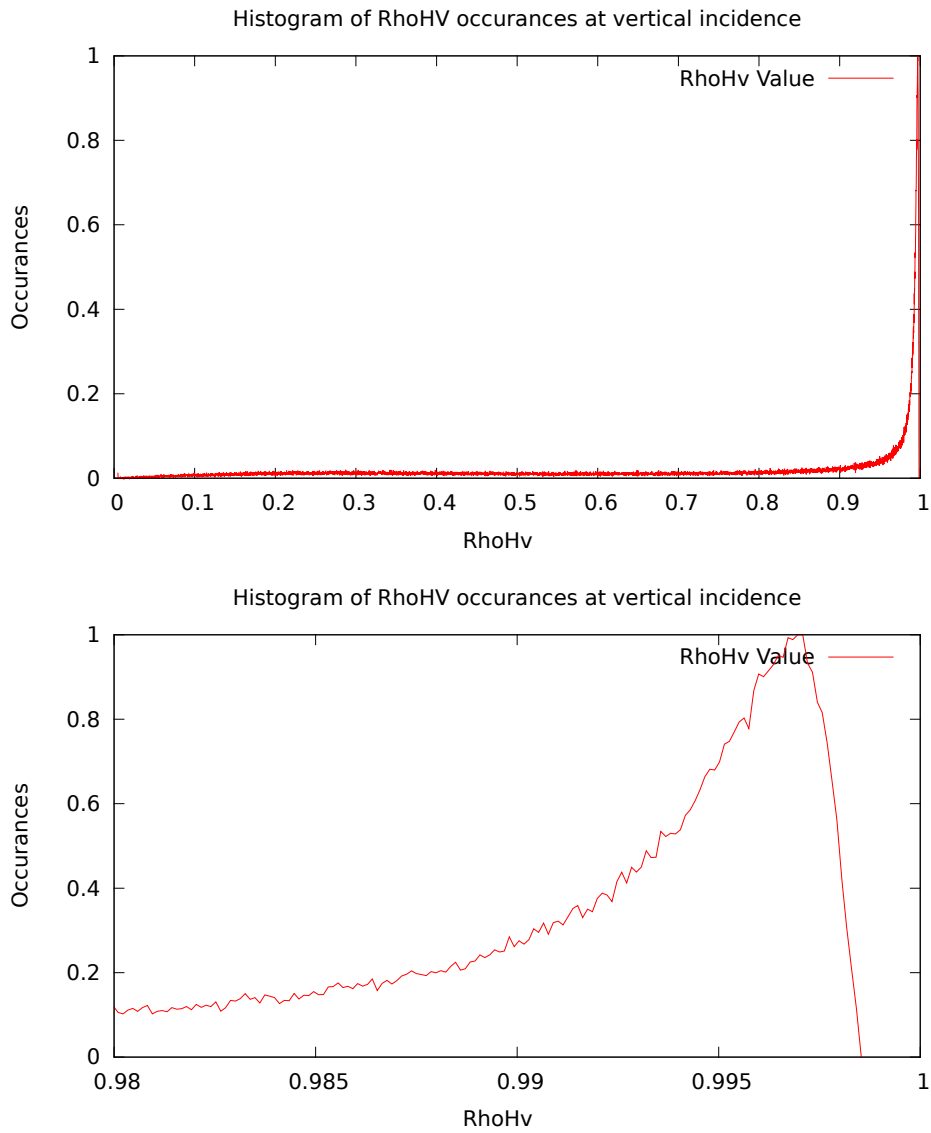 Histogram of RhoHV occurances at vertical incidence
RhoHv Value
1
0.8
0.6
0.4
0.2
0
Occurances
0 0.1 0.2 0.3 0.4 0.5 0.6 0.7 0.8 0.9 1
RhoHv
Histogram of RhoHV occurances at vertical incidence
RhoHv Value
1
0.8
0.6
0.4
0.2
0
Occurances
0.98 0.985 0.99 0.995 1
RhoHv